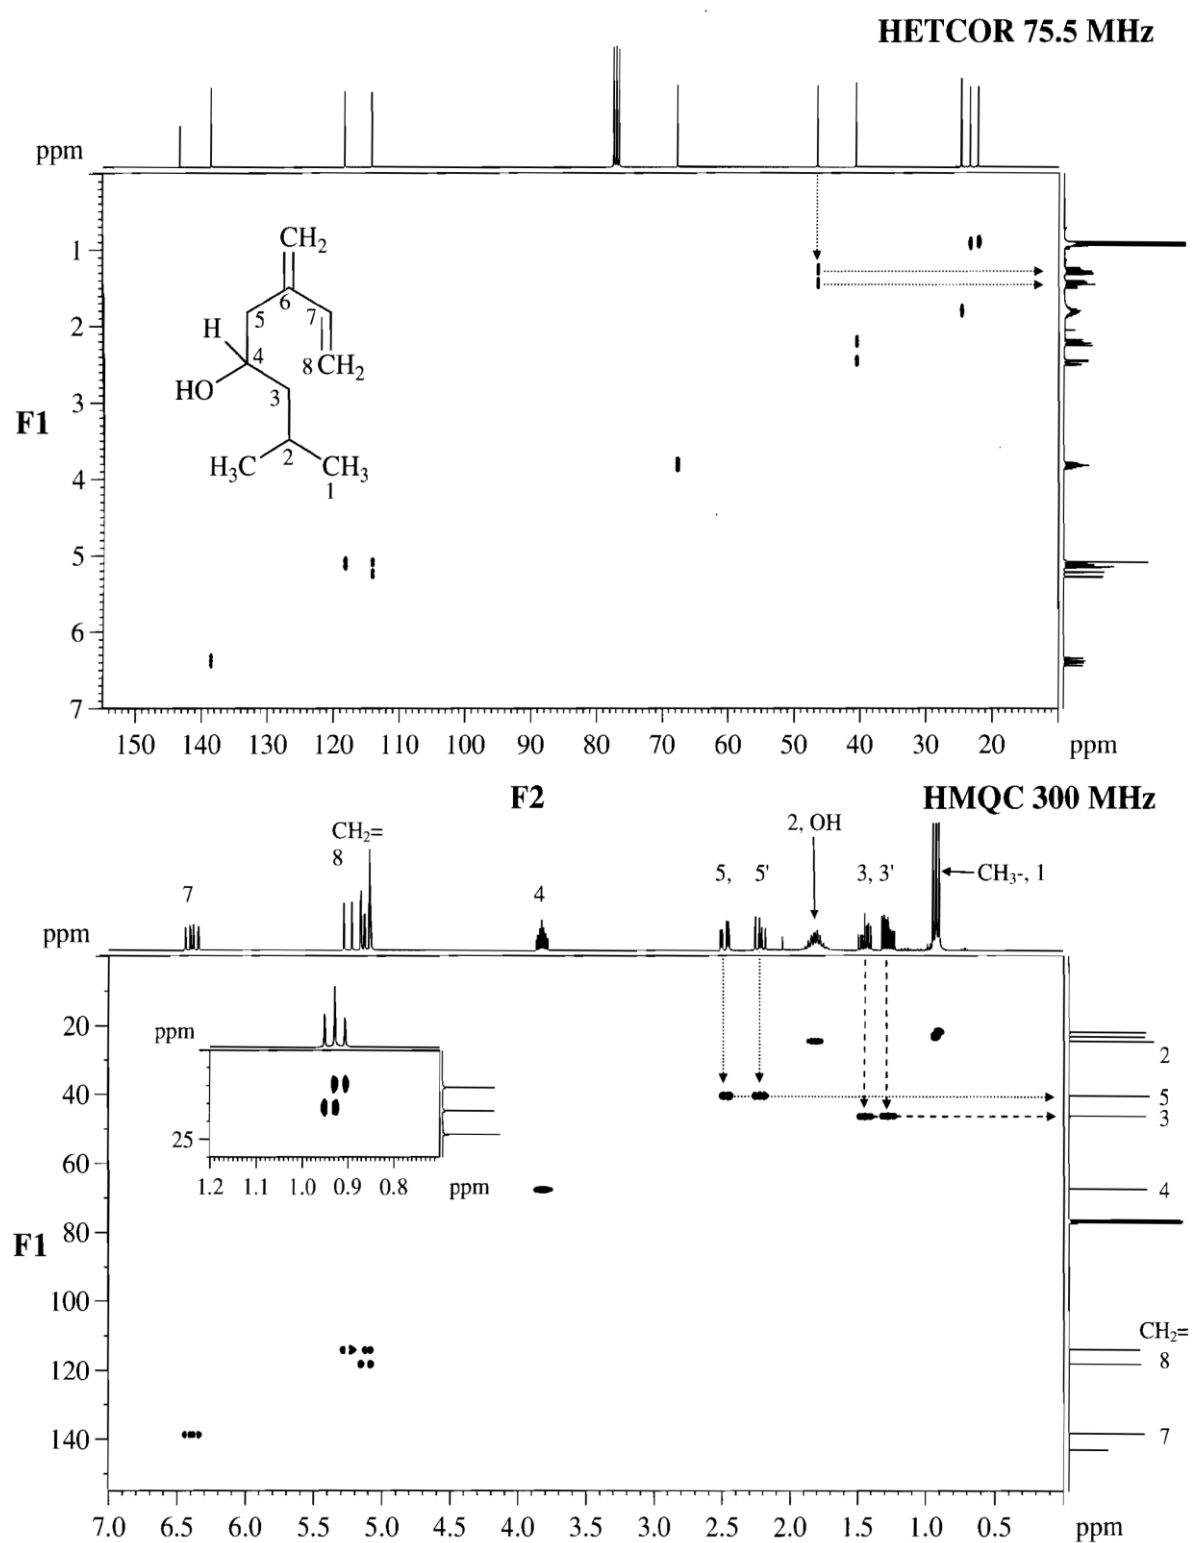 HETCOR 75.5 MHz
ppm
CH2
6
5
7
H
4
8CH2
HO
3
H3C
2
CH3
1
F1
1
2
3
4
5
6
7
150 140 130 120 110 100 90 80 70 60 50 40 30 20 ppm
F2
HMQC 300 MHz
CH2=
8
7
4
5, 5'
2, OH
3, 3'
CH3-, 1
ppm
ppm
25
1.2 1.1 1.0 0.9 0.8 ppm
F1
20
40
60
80
100
120
140
2
5
3
4
CH2=
8
7
7.0 6.5 6.0 5.5 5.0 4.5 4.0 3.5 3.0 2.5 2.0 1.5 1.0 0.5 ppm